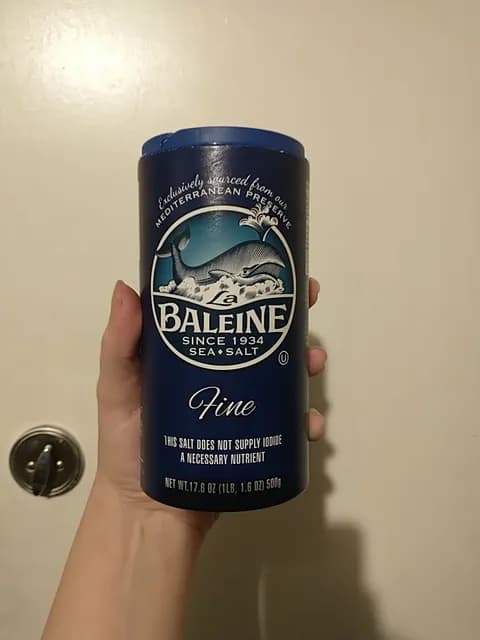 Exclusively sourced from our
MEDITERRANEAN PRESERVE
La
BALEINE
SINCE 1934
SEA♦SALT
U
Fine
THIS SALT DOES NOT SUPPLY IODIDE
A NECESSARY NUTRIENT
NET WT.17.6 OZ (1LB, 1.6 OZ) 500g